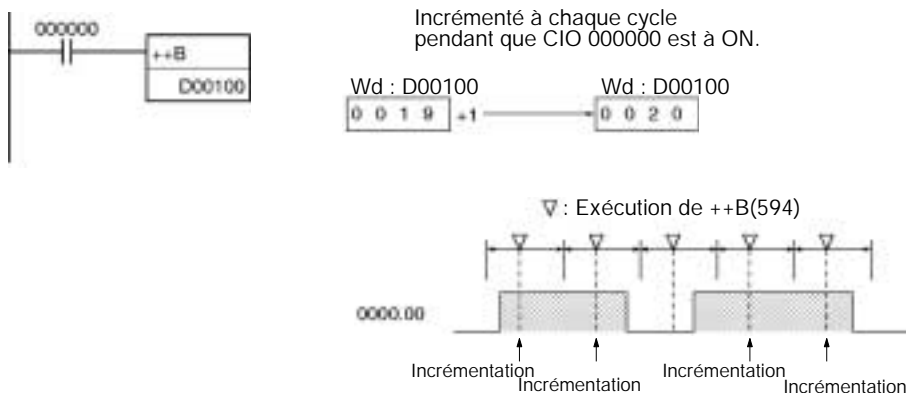 000000
++B
D00100
Incrémenté à chaque cycle
pendant que CIO 000000 est à ON.
Wd : D00100
Wd : D00100
0 0 1 9 +1
0 0 2 0
: Exécution de ++B(594)
0000.00
Incrémentation
Incrémentation
Incrémentation
Incrémentation